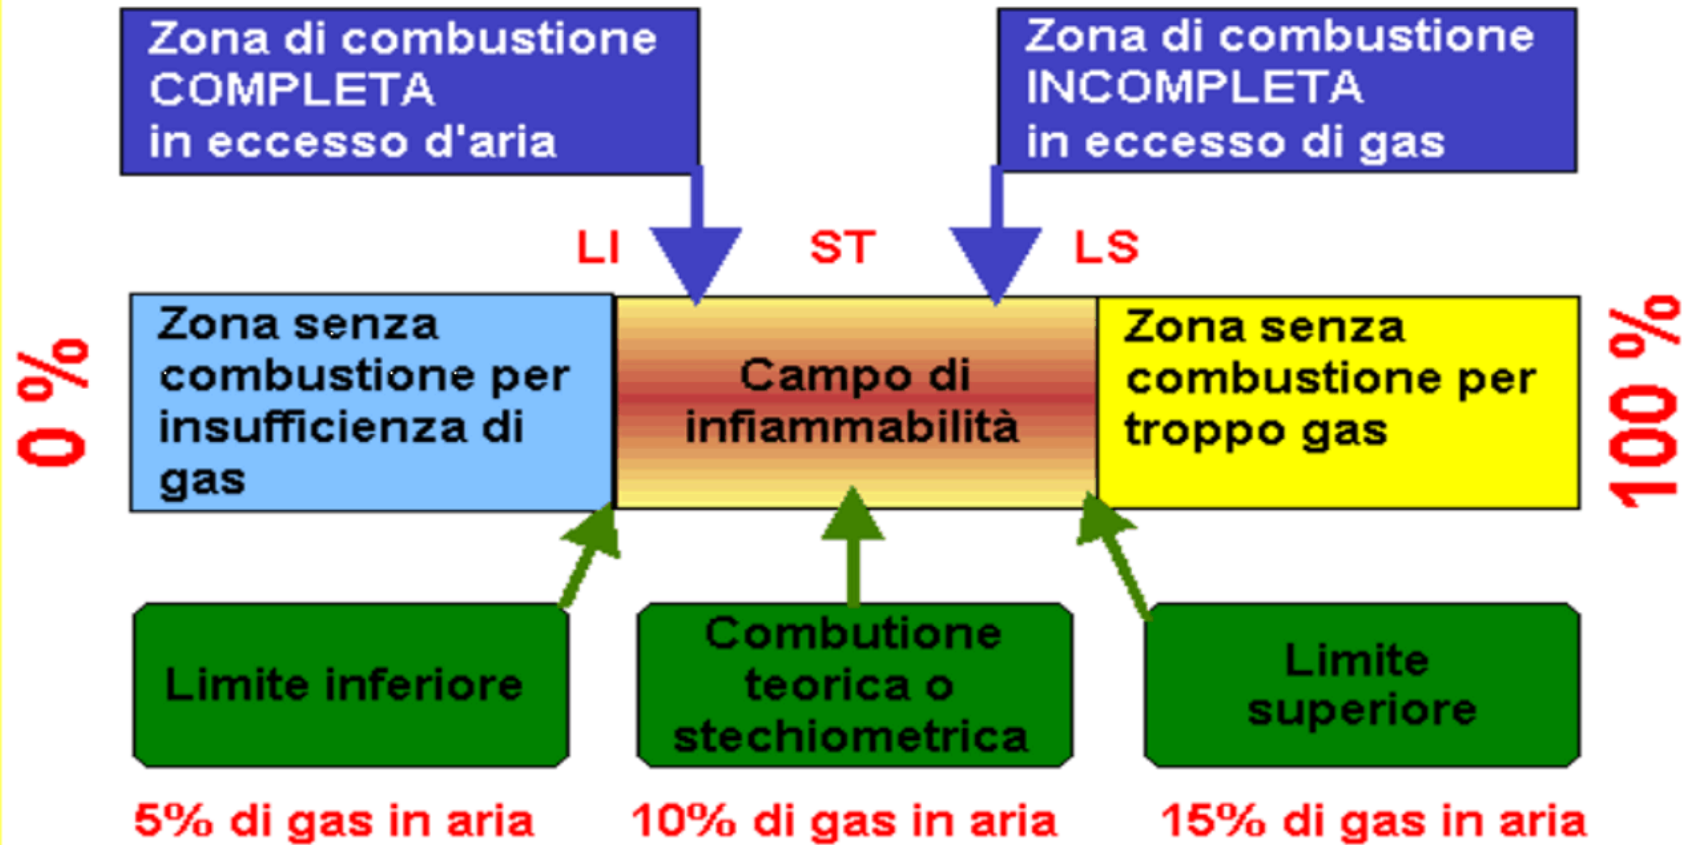 Zona di combustione
COMPLETA
in eccesso d'aria
Zona di combustione
INCOMPLETA
in eccesso di gas
LI
ST
LS
0 %
Zona senza
combustione per
insufficienza di
gas
Campo di
infiammabilità
Zona senza
combustione per
troppo gas
100 %
Limite inferiore
Combutione
teorica o
stechiometrica
Limite
superiore
5% di gas in aria
10% di gas in aria
15% di gas in aria